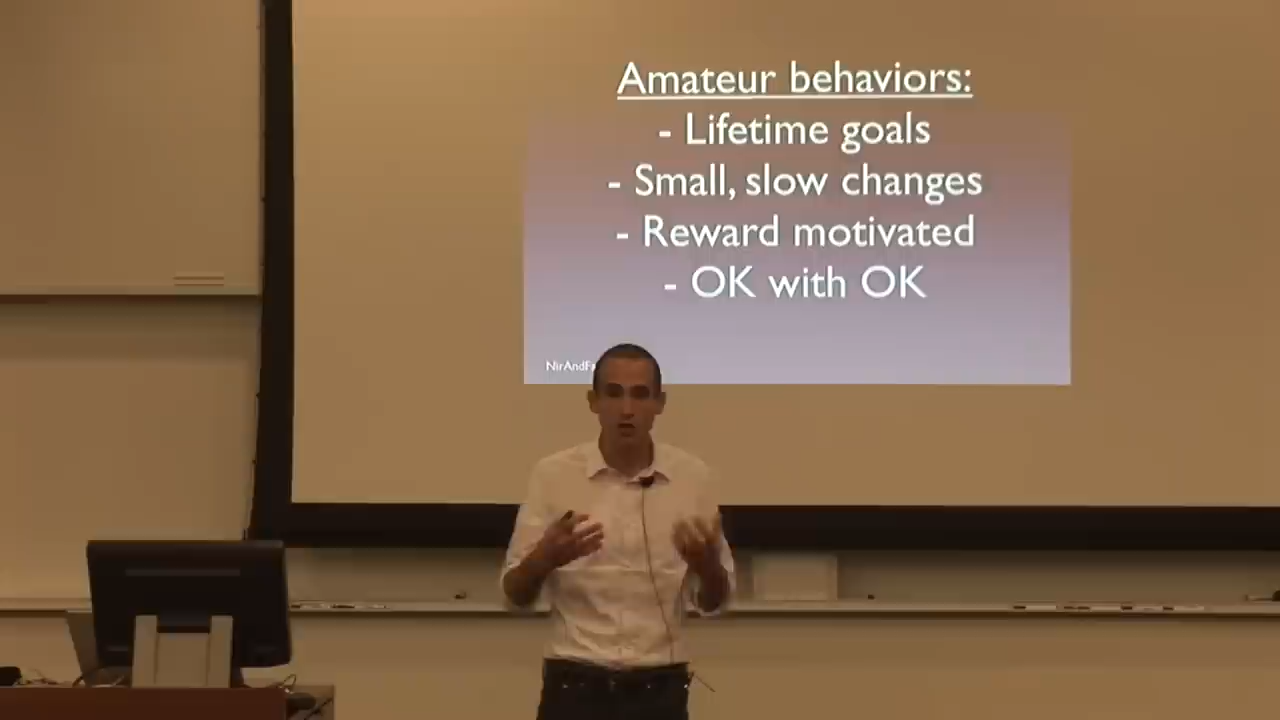 Amateur behaviors:
- Lifetime goals
- Small, slow changes
- Reward motivated
- OK with OK